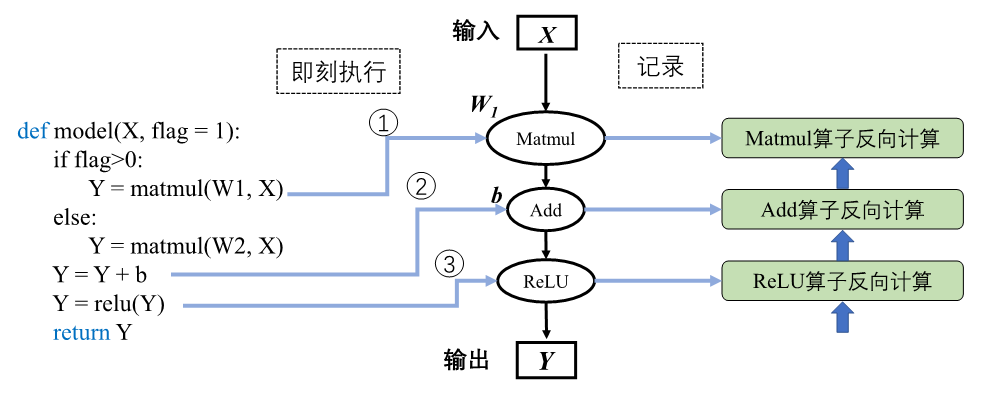 输入
X
即刻执行
记录
W1
①
Matmul
Matmul算子反向计算
def model(X, flag = 1):
if flag>0:
Y = matmul(W1, X)
else:
Y = matmul(W2, X)
Y = Y + b
Y = relu(Y)
return Y
②
b
Add
Add算子反向计算
③
ReLU
ReLU算子反向计算
输出
Y